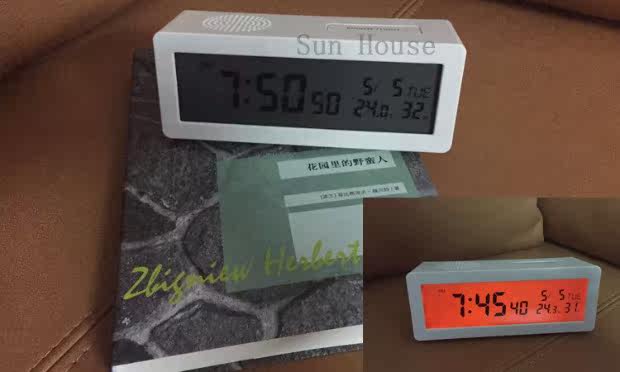 Sun House
7:50 50
5/ 5 TUE
24.0 32
花园里的野蛮人
Zbigniew Herbert
7:45 40
5/ 5 TUE
24.3 31